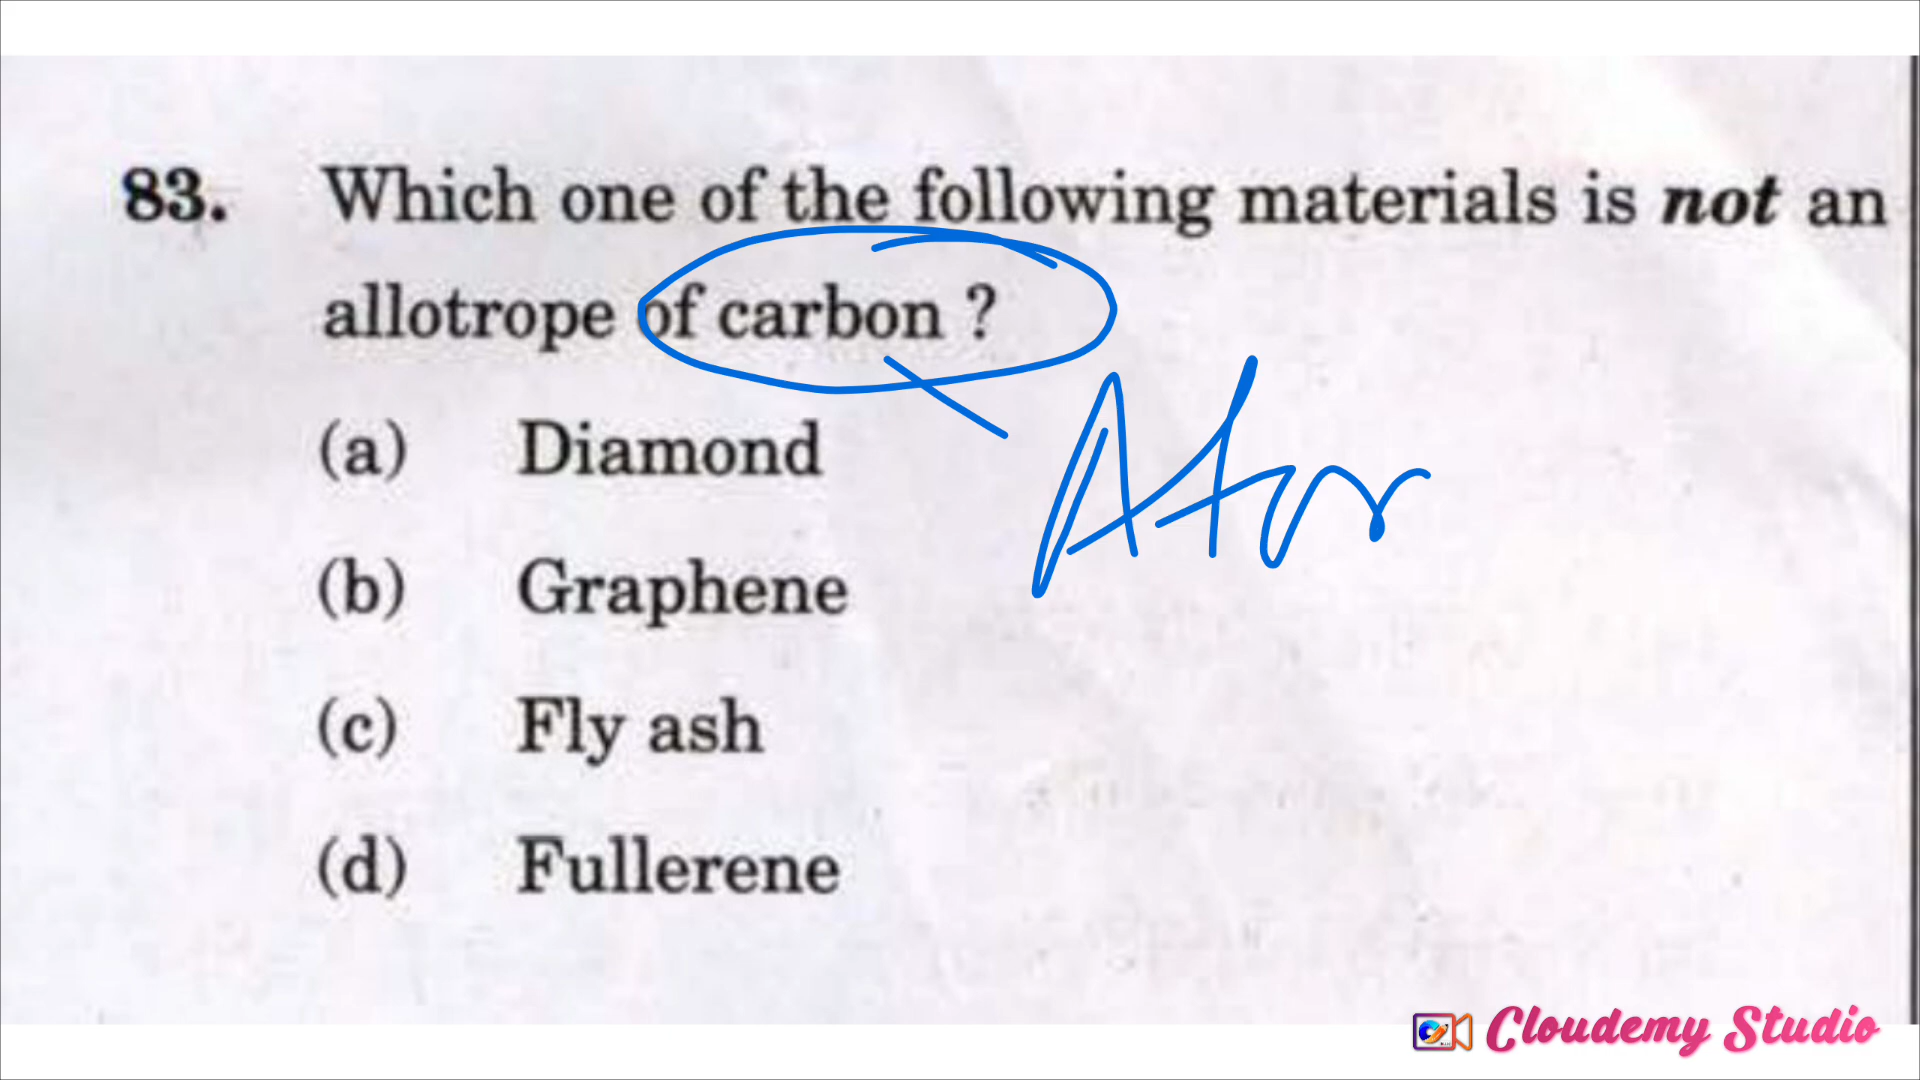 83. Which one of the following materials is not an
allotrope of carbon ?
(a) Diamond
(b) Graphene
(c) Fly ash
(d) Fullerene
Cloudemy Studio